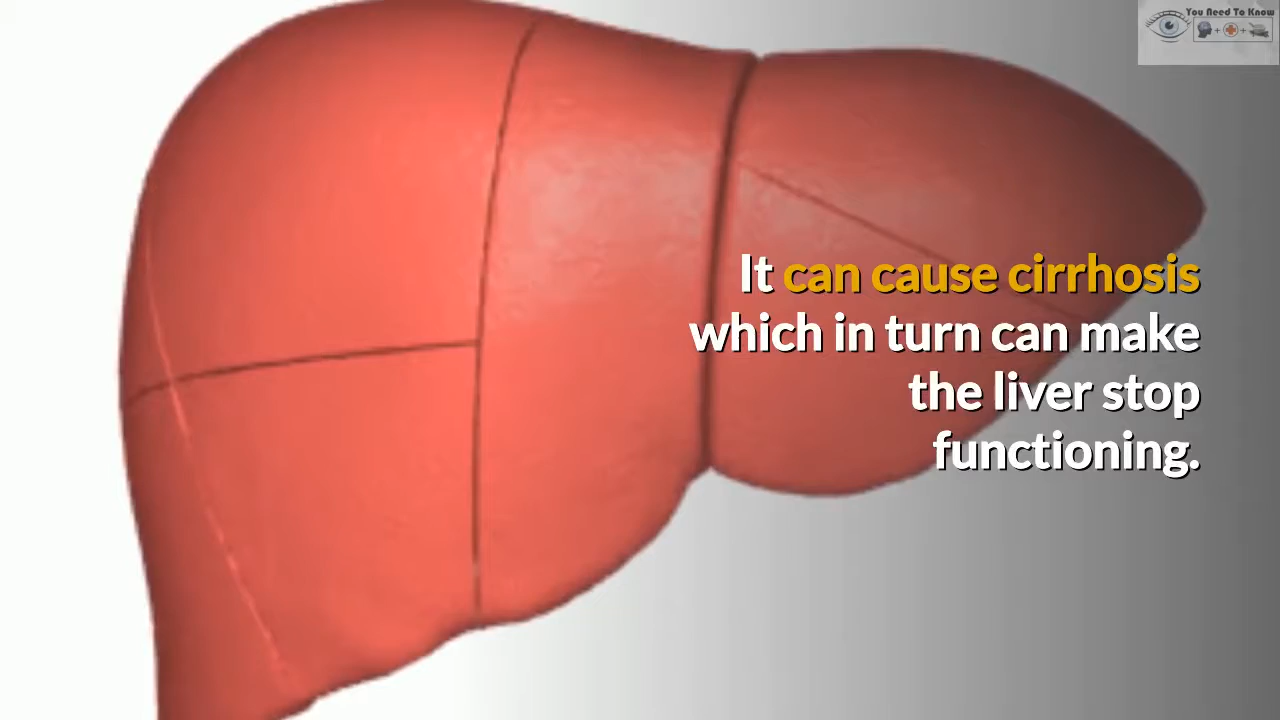 You Need To Know
It can cause cirrhosis
which in turn can make
the liver stop
functioning.